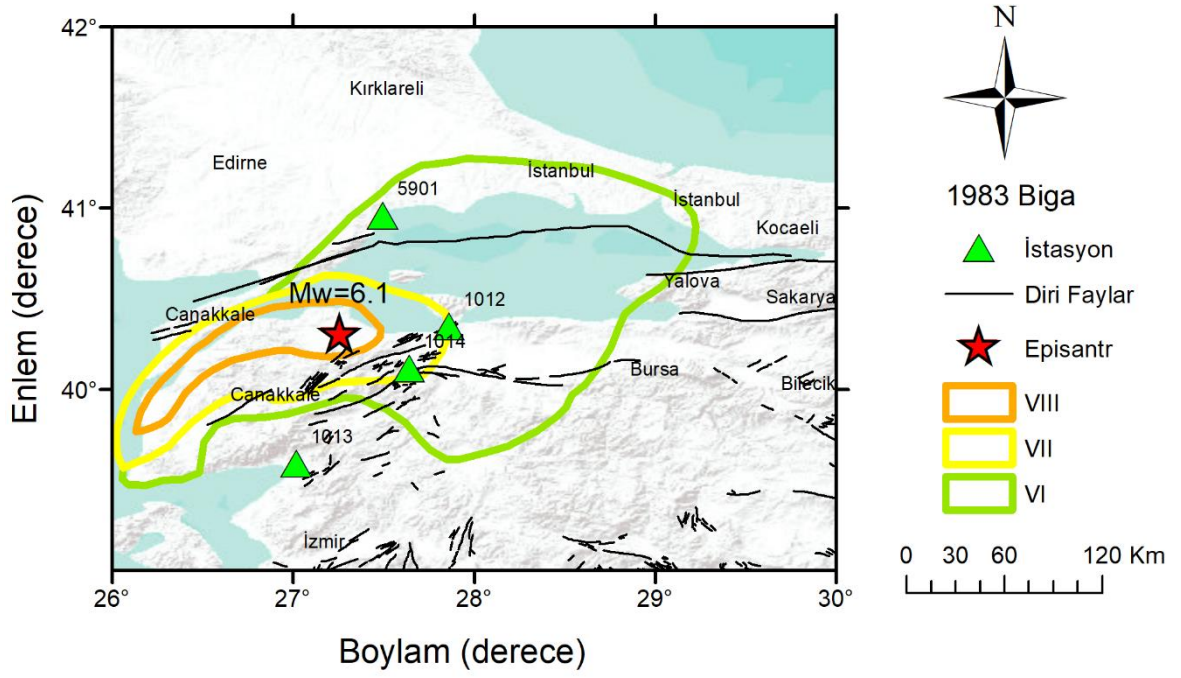 42°
41°
40°
Enlem (derece)
Kırklareli
Edirne
İstanbul
5901
İstanbul
Kocaeli
Yalova
Mw=6.1
Sakarya
Canakkale
1012
1014
Bursa
Bilecik
Canakkale
1013
İzmir
26°
27°
28°
29°
30°
Boylam (derece)
N
1983 Biga
İstasyon
Diri Faylar
Episantr
VIII
VII
VI
0 30 60 120 Km